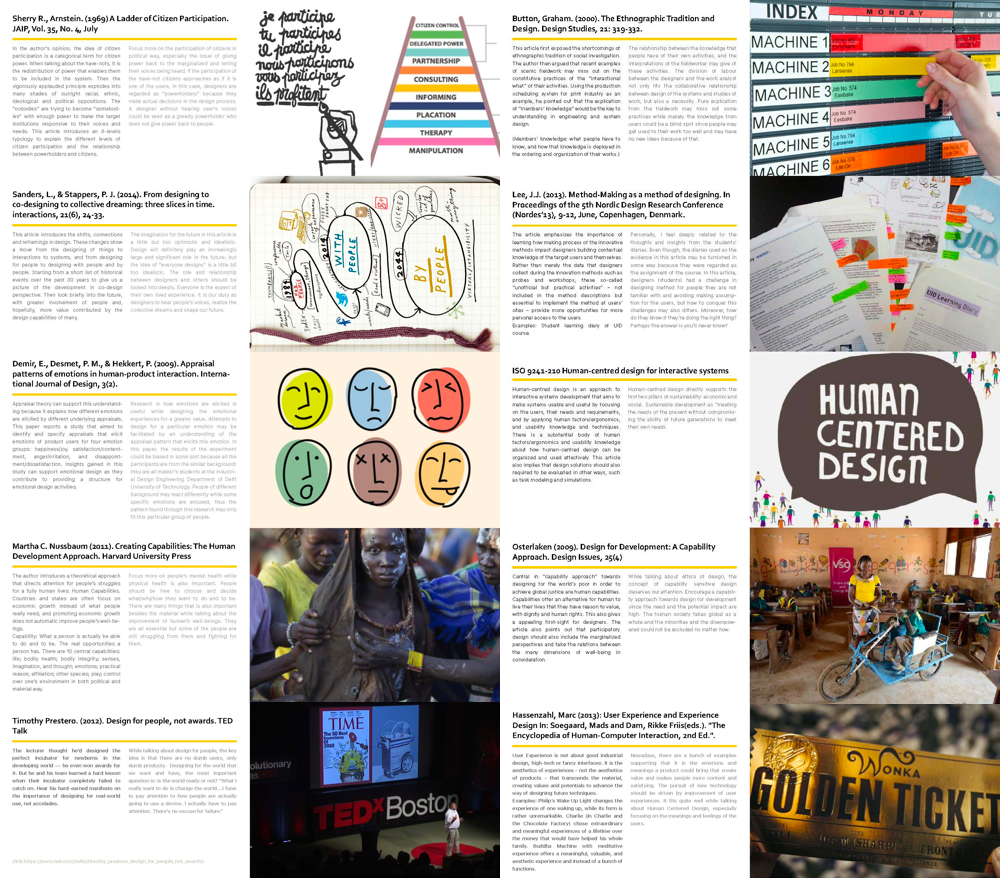 Sherry R., Arnstein. (1969) A Ladder of Citizen Participation.
JAIP, Vol. 35, No. 4, July
In the author's opinion, the idea of citizen
participation is a categorical term for citizen
power. When talking about the have-nots, it
is the redistribution of power that enables them
to be included in the system. Then the
vigorously applauded principle explodes into
many shades of outright racial, ethnic,
ideological and political oppositions. The
"nobodies" are trying to become "somebod-
ies" with enough power to make the target
institutions responsive to their voices and
needs. This article introduces an 8-levels
typology to explain the different levels of
citizen participation and the relationship
between powerholders and citizens.
Focus more on the participation of citizens in
political way, especially the issue of giving
power back to the marginalized and letting
their voices being heard. If the participation of
the have-not citizens approaches as if it is
one of the users, in this case, designers are
regarded as "powerholders" because they
make actual decisions in the design process.
A designer without hearing user's voices
could be seen as a greedy powerholder who
does not give power back to people.
je participe
tu participes
il participe
nous participons
vous participez
ils profitent
CITIZEN CONTROL
DELEGATED POWER
PARTNERSHIP
CONSULTING
INFORMING
PLACATION
THERAPY
MANIPULATION
Button, Graham. (2000). The Ethnographic Tradition and
Design. Design Studies, 21: 319-332.
This article first exposed the shortcomings of
ethnographic tradition of social investigation.
The author then argued that recent examples
of scenic fieldwork may miss out on the
constitutive practices of the "interactional
what" of their activities. Using the production
scheduling system for print industry as an
example, he pointed out that the explication
of "members' knowledge" would be the key to
understanding in engineering and system
design.
(Members' knowledge: what people have to
know, and how that knowledge is deployed in
the ordering and organization of their works.)
The relationship between the knowledge that
people have of their own activities, and the
interpretations of the fieldworker may give of
these activities. The division of labour
between the designers and the work analyst
not only fits the collaborative relationship
between design of the systems and studies of
work, but also a necessity. Pure explication
from the fieldwork may miss out some
practices while merely the knowledge from
users could be a blind spot since people may
get used to their work too well and may have
no new ideas because of that.
INDEX
MONDAY
MACHINE 1
MACHINE 2
MACHINE 3
MACHINE 4
MACHINE 5
MACHINE 6
Sanders, L., & Stappers, P. J. (2014). From designing to
co-designing to collective dreaming: three slices in time.
interactions, 21(6), 24-33.
This article introduces the shifts, connections
and reframings in design. These changes show
a move from the designing of things to
interactions to systems, and from designing
for people to designing with people and by
people. Starting from a short list of historical
events over the past 30 years to give us a
picture of the development in co-design
perspective. Then look briefly into the future,
with greater involvement of people and,
hopefully, more value contributed by the
design capabilities of many.
The imagination for the future in this article is
a little bit too optimistic and idealistic.
Design will definitely play an increasingly
large and significant role in the future, but
the idea of "everyone designs" is a little bit
too idealistic. The role and relationship
between designers and others should be
looked into deeply. Everyone is the expert of
their own lived experience. It is our duty as
designers to hear people's voices, realize the
collective dreams and shape our future.
1984
2014
WITH
PEOPLE
WICKED
2044
BY
PEOPLE
Lee, J.J. (2013). Method-Making as a method of designing. In
Proceedings of the 5th Nordic Design Research Conference
(Nordes'13), 9-12, June, Copenhagen, Denmark.
The article emphasizes the importance of
learning how making process of the innovative
methods impact designers building contextual
knowledge of the target users and themselves.
Rather than merely the data that designers
collect during the innovation methods such as
probes and workshops, these so-called
"unofficial but practical activities" – not
included in the method descriptions but
essential to implement the method at users'
sites – provide more opportunities for more
personal access to the users.
Examples: Student learning diary of UID
course.
Personally, I feel deeply related to the
thoughts and insights from the students'
diaries. Even though, the diaries used as the
evidence in this article may be furnished in
some way because they were regarded as
the assignment of the course. In this article,
designers (students) had a challenge in
designing method for people they are not
familiar with and avoiding making assump-
tion for the users, but how to conquer this
challenges may also differs. Moreover, how
do they know if they're doing the right thing?
Perhaps the answer is you'll never know?
UID Learning Diary
Demir, E., Desmet, P. M., & Hekkert, P. (2009). Appraisal
patterns of emotions in human-product interaction. Interna-
tional Journal of Design, 3(2).
Appraisal theory can support this understand-
ing because it explains how different emotions
are elicited by different underlying appraisals.
This paper reports a study that aimed to
identify and specify appraisals that elicit
emotions of product users for four emotion
groups: happiness/joy, satisfaction/content-
ment, anger/irritation, and disappoint-
ment/dissatisfaction. Insights gained in this
study can support emotional design as they
contribute to providing a structure for
emotional design activities.
Research in how emotions are elicited is
useful while designing the emotional
experiences for a greater value. Attempts to
design for a particular emotion may be
facilitated by an understanding of the
appraisal pattern that elicits this emotion. In
this paper, the results of the experiment
could be biased in some sort because all the
participants are from the similar background:
they are all master's students at the Industri-
al Design Engineering Department of Delft
University of Technology. People of different
background may react differently while some
specific emotions are aroused, thus the
pattern found through this research may only
fit this particular group of people.
ISO 9241-210 Human-centred design for interactive systems
Human-centred design is an approach to
interactive systems development that aims to
make systems usable and useful by focusing
on the users, their needs and requirements,
and by applying human factors/ergonomics,
and usability knowledge and techniques.
There is a substantial body of human
factors/ergonomics and usability knowledge
about how human-centred design can be
organized and used effectively. This article
also implies that design solutions should also
required to be evaluated in other ways, such
as task modeling and simulations.
Human-centred design directly supports the
first two pillars of sustainability: economic and
social. Sustainable development as "meeting
the needs of the present without compromis-
ing the ability of future generations to meet
their own needs.
HUMAN
CENTERED
DESIGN
Martha C. Nussbaum (2011). Creating Capabilities: The Human
Development Approach. Harvard University Press
The author introduces a theoretical approach
that directs attention for people's struggles
for a fully human lives: Human Capabilities.
Countries and states are often focus on
economic growth instead of what people
really need, and promoting economic growth
does not automatic improve people's well-be-
ings.
Capability: What a person is actually be able
to do and to be. The real opportunities a
person has. There are 10 central capabilities:
life; bodily health; bodily integrity; senses,
imagination, and thought; emotions; practical
reason; affiliation; other species; play; control
over one's environment in both political and
material way.
Focus more on people's mental health while
physical health is also important. People
should be free to choose and decide
what/who/how they want to do and to be.
There are many things that is also important
besides the material while talking about the
improvement of human's well-beings. They
are all essential but some of the people are
still struggling from them and fighting for
them.
Osterlaken (2009). Design for Development: A Capability
Approach. Design Issues, 25(4)
Central in "capability approach" towards
designing for the world's poor in order to
achieve global justice are human capabilities.
Capabilities offer an alternative for human to
live their lives that they have reason to value,
with dignity and human rights. This also gives
a appealing first-sight for designers. The
article also points out that participatory
design should also include the marginalized
perspectives and take the relations between
the many dimensions of well-being in
consideration.
While talking about ethics of design, the
concept of capability sensitive design
deserves our attention. Encourage a capabili-
ty approach towards design for development
since the need and the potential impact are
high. The human society takes global as a
whole and the minorities and the disempow-
ered could not be excluded no matter how.
vsg
Timothy Prestero. (2012). Design for people, not awards. TED
Talk
The lecturer thought he'd designed the
perfect incubator for newborns in the
developing world — he even won awards for
it. But he and his team learned a hard lesson
when their incubator completely failed to
catch on. Hear his hard-earned manifesto on
the importance of designing for real-world
use, not accolades.
While talking about design for people, the key
idea is that there are no dumb users, only
dumb products. Designing for the world that
we want and have, the most important
question is: is the world ready or not? "What I
really want to do is change the world...I have
to pay attention to how people are actually
going to use a device. I actually have to pay
attention. There's no excuse for failure."
TIME
The 50 Best
Inventions
Of
2010
TEDxBoston
Hassenzahl, Marc (2013): User Experience and Experience
Design In: Soegaard, Mads and Dam, Rikke Friis(eds.). "The
Encyclopedia of Human-Computer Interaction, 2nd Ed.".
User Experience is not about good industrial
design, high-tech or fancy interfaces. It is the
aesthetics of experiences – not the aesthetics
of products – that transcends the material,
creating values and potentials to advance the
way of designing future techniques.
Examples: Philip's Wake Up Light changes the
experience of one waking up, while its form is
rather unremarkable. Charlie (in Charlie and
the Chocolate Factory) chose extraordinary
and meaningful experiences of a lifetime over
the money that would have helped his whole
family. Buddha Machine with meditative
experience offers a meaningful, valuable, and
aesthetic experience and instead of a bunch of
functions.
Nowadays, there are a bunch of examples
supporting that it is the emotions and
meanings a product could bring that create
value and makes people more content and
satisfying. The pursuit of new technology
should be driven by improvement of user
experiences. It fits quite well while talking
about Human Centered Design, especially
focusing on the meanings and feelings of the
users.
WONKA
GOLDEN TICKET